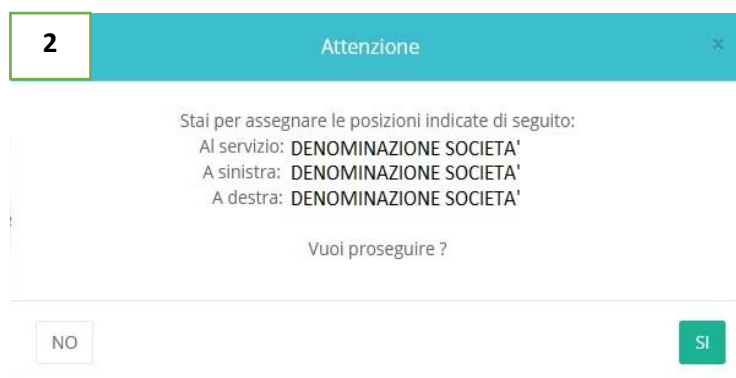 2
Attenzione
×
Stai per assegnare le posizioni indicate di seguito:
Al servizio: DENOMINAZIONE SOCIETA'
A sinistra: DENOMINAZIONE SOCIETA'
A destra: DENOMINAZIONE SOCIETA'
Vuoi proseguire ?
NO
SI